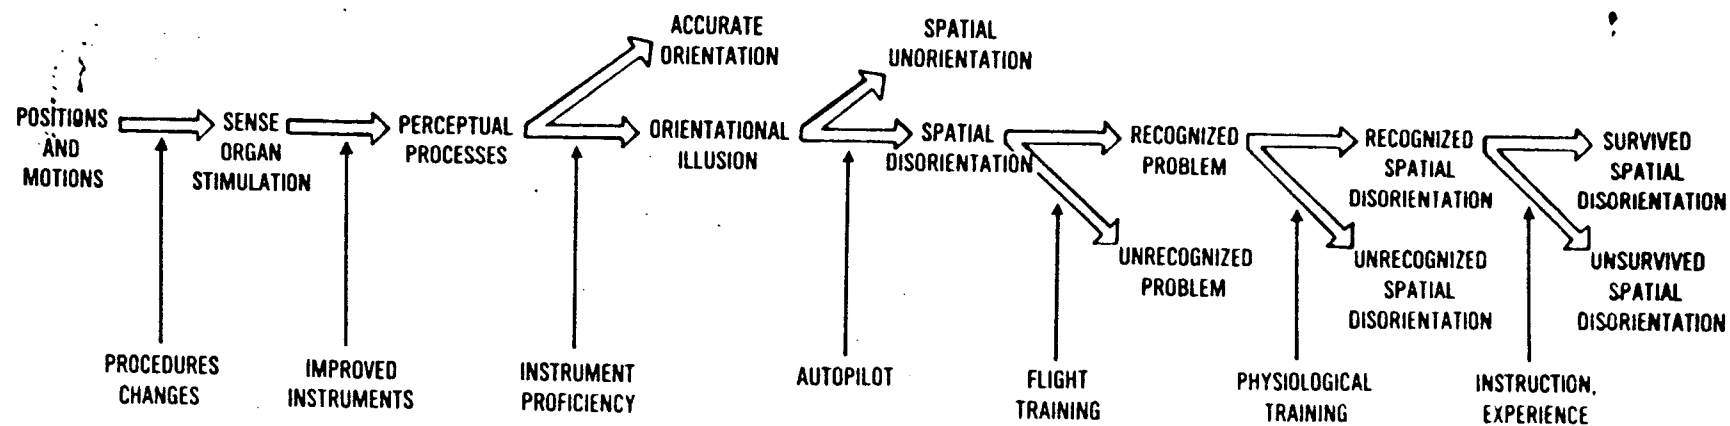 POSITIONS
AND
MOTIONS
SENSE
ORGAN
STIMULATION
PERCEPTUAL
PROCESSES
ACCURATE
ORIENTATION
ORIENTATIONAL
ILLUSION
SPATIAL
UNORIENTATION
SPATIAL
DISORIENTATION
RECOGNIZED
PROBLEM
UNRECOGNIZED
PROBLEM
RECOGNIZED
SPATIAL
DISORIENTATION
UNRECOGNIZED
SPATIAL
DISORIENTATION
SURVIVED
SPATIAL
DISORIENTATION
UNSURVIVED
SPATIAL
DISORIENTATION
PROCEDURES
CHANGES
IMPROVED
INSTRUMENTS
INSTRUMENT
PROFICIENCY
AUTOPILOT
FLIGHT
TRAINING
PHYSIOLOGICAL
TRAINING
INSTRUCTION,
EXPERIENCE